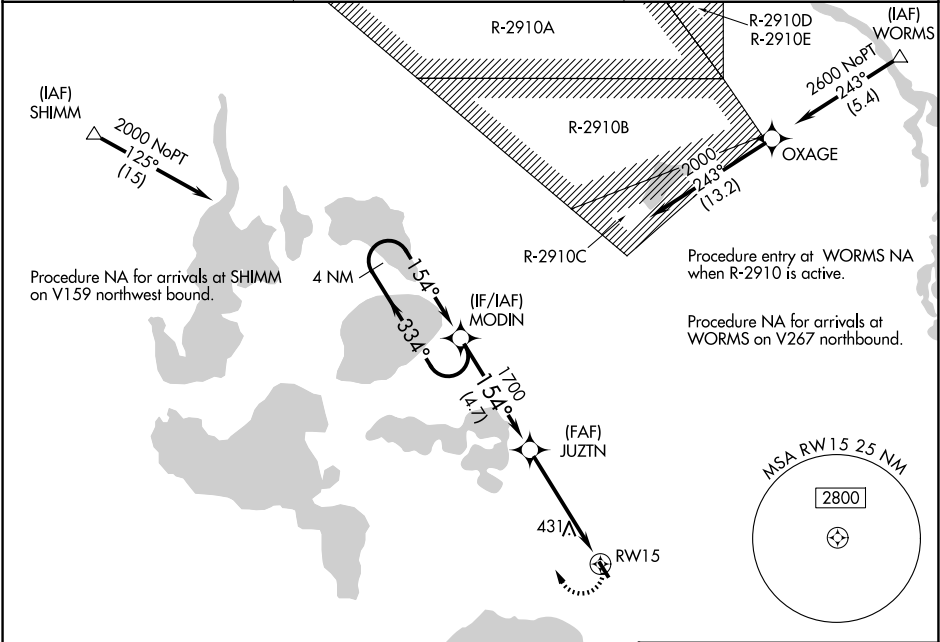 R-2910A
R-2910D
R-2910E
(IAF)
WORMS
2600 NoPT
243°
(5.4)
(IAF)
SHIMM
2000 NoPT
125°
(15)
R-2910B
OXAGE
2000
243°
(13.2)
R-2910C
Procedure NA for arrivals at SHIMM
on V159 northwest bound.
4 NM
154°
334°
(IF/IAF)
MODIN
Procedure entry at WORMS NA
when R-2910 is active.
Procedure NA for arrivals at
WORMS on V267 northbound.
1700
154°
(4.7)
(FAF)
JUZTN
431
RW15
MSA RW15 25 NM
2800